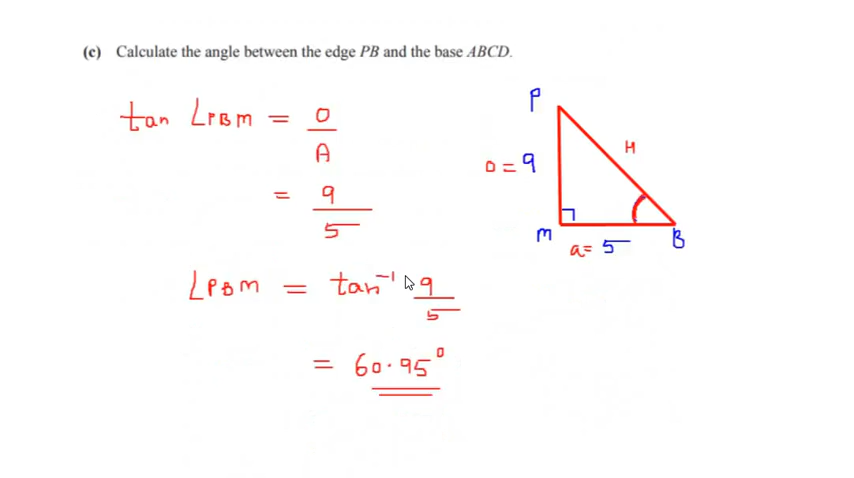 (c) Calculate the angle between the edge PB and the base ABCD.
tan ∠PBM = O
A
= 9
5
∠PBM = tan⁻¹ 9
5
= 60.95°
P
H
O = 9
M
B
a = 5